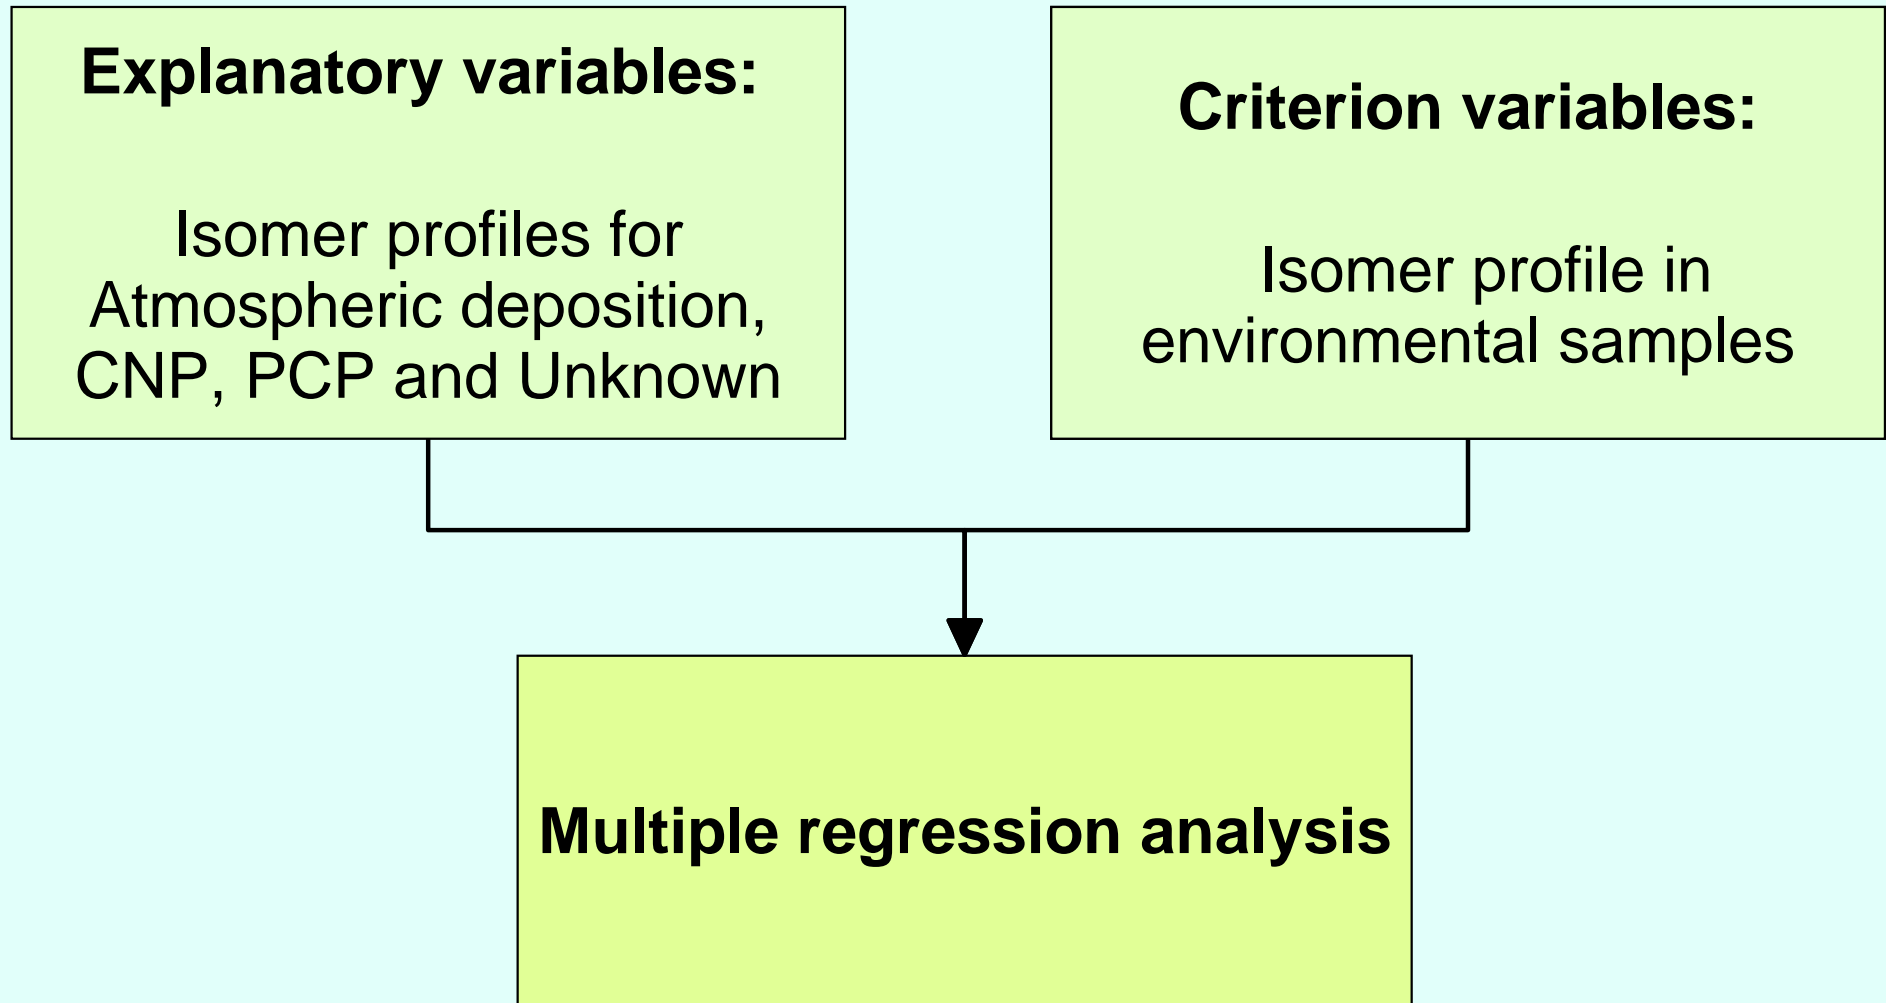 Explanatory variables:
Isomer profiles for
Atmospheric deposition,
CNP, PCP and Unknown
Criterion variables:
Isomer profile in
environmental samples
Multiple regression analysis